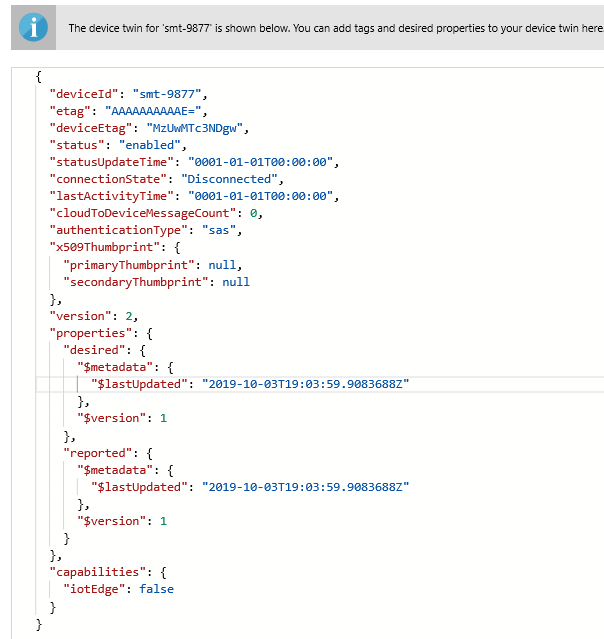 The device twin for 'smt-9877' is shown below. You can add tags and desired properties to your device twin here
{
"deviceId": "smt-9877",
"etag": "AAAAAAAAAAE=",
"deviceEtag": "MzUwMTc3NDgw",
"status": "enabled",
"statusUpdateTime": "0001-01-01T00:00:00",
"connectionState": "Disconnected",
"lastActivityTime": "0001-01-01T00:00:00",
"cloudToDeviceMessageCount": 0,
"authenticationType": "sas",
"x509Thumbprint": {
"primaryThumbprint": null,
"secondaryThumbprint": null
},
"version": 2,
"properties": {
"desired": {
"$metadata": {
"$lastUpdated": "2019-10-03T19:03:59.9083688Z"
},
"$version": 1
},
"reported": {
"$metadata": {
"$lastUpdated": "2019-10-03T19:03:59.9083688Z"
},
"$version": 1
}
},
"capabilities": {
"iotEdge": false
}
}